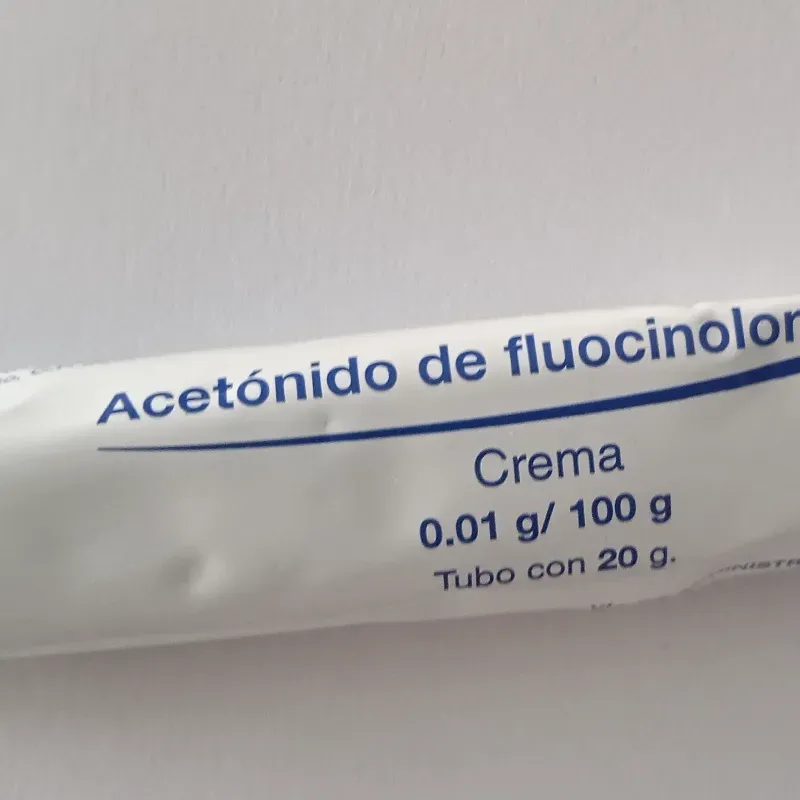 Acetónido de fluocinolon
Crema
0.01 g/ 100 g
Tubo con 20 g.